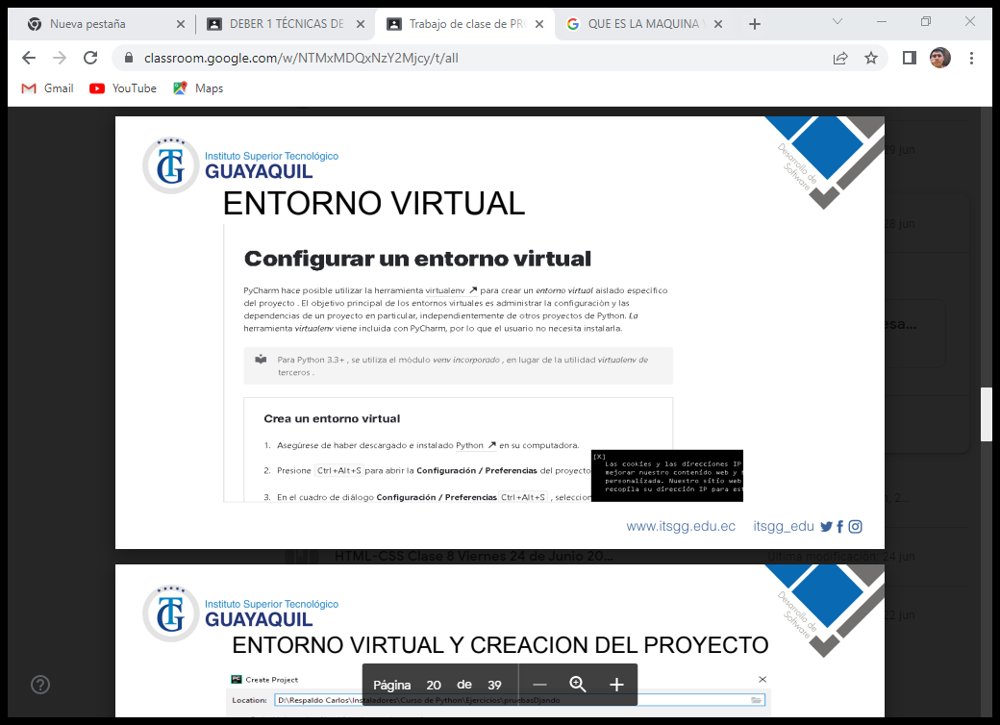 Nueva pestaña
DEBER 1 TÉCNICAS DE
Trabajo de clase de PR
QUE ES LA MAQUINA
classroom.google.com/w/NTMxMDQxNzY2Mjcy/t/all
Gmail
YouTube
Maps
Instituto Superior Tecnológico
GUAYAQUIL
Desarrollo de
Software
ENTORNO VIRTUAL
Configurar un entorno virtual
PyCharm hace posible utilizar la herramienta virtualenv ↗ para crear un entorno virtual aislado específico
del proyecto . El objetivo principal de los entornos virtuales es administrar la configuración y las
dependencias de un proyecto en particular, independientemente de otros proyectos de Python. La
herramienta virtualenv viene incluida con PyCharm, por lo que el usuario no necesita instalarla.
Para Python 3.3+ , se utiliza el módulo venv incorporado , en lugar de la utilidad virtualenv de
terceros .
Crea un entorno virtual
1. Asegúrese de haber descargado e instalado Python ↗ en su computadora.
2. Presione Ctrl+Alt+S para abrir la Configuración / Preferencias del proyecto
3. En el cuadro de diálogo Configuración / Preferencias Ctrl+Alt+S , seleccion
[X]
Las cookies y las direcciones IP
mejorar nuestro contenido web y
personalizada. Nuestro sitio web
recopila su dirección IP para est
www.itsgg.edu.ec
itsgg_edu
19 jun
28 jun
esa...
, 2...
HTML-CSS Clase 8 Viernes 24 de Junio 20...
Última modificación: 24 jun
22 jun
Instituto Superior Tecnológico
GUAYAQUIL
Desarrollo de
Software
ENTORNO VIRTUAL Y CREACION DEL PROYECTO
PC Create Project
Location: D:\Respaldo Carlos\Instaladores\Curso de Python\Ejercicios\pruebasDjando
Página 20 de 39